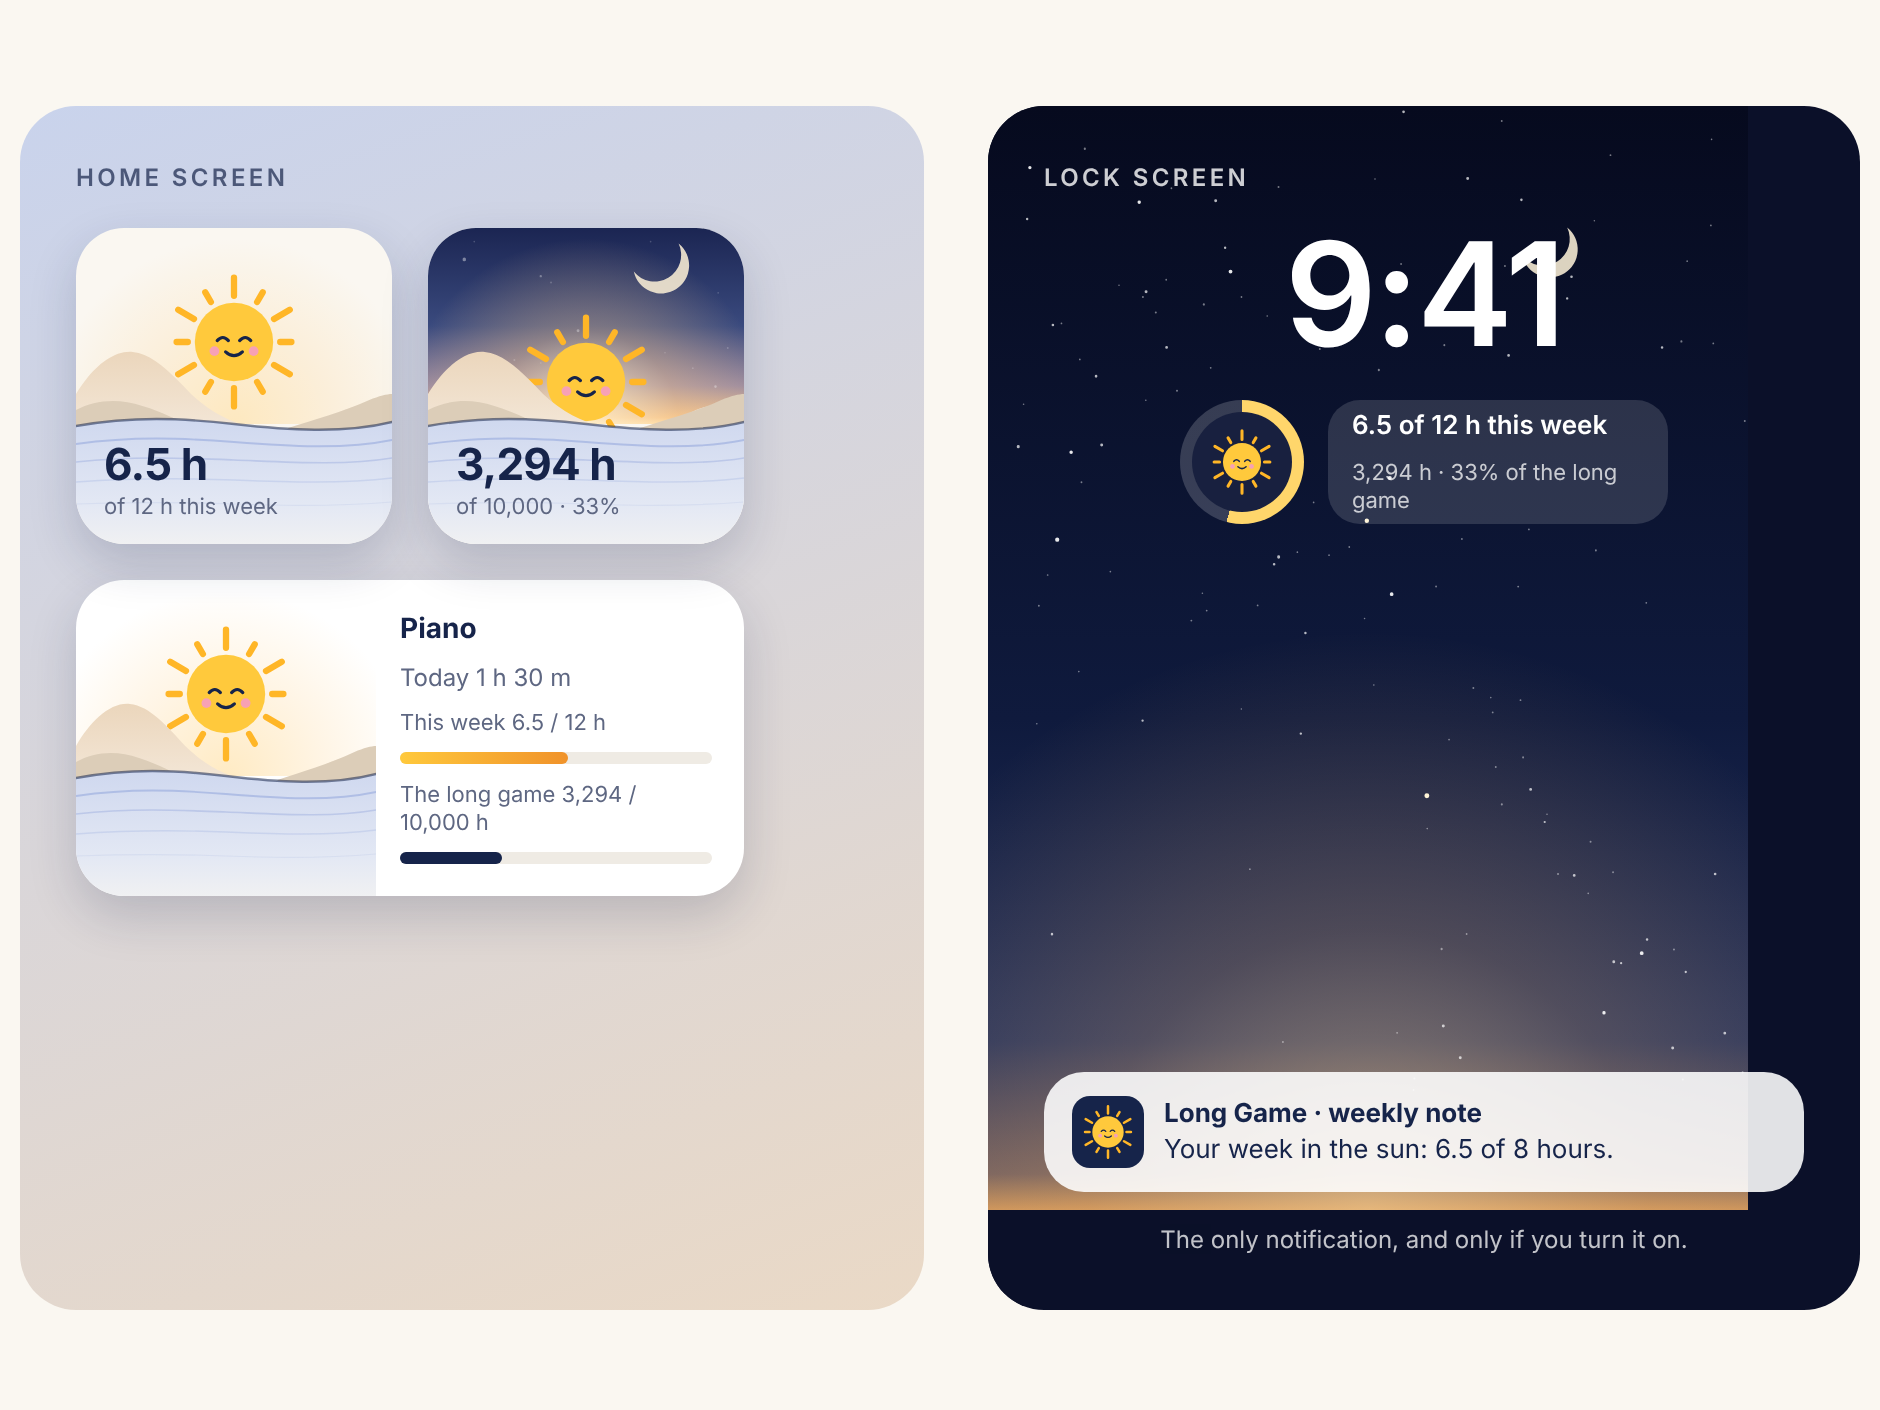 HOME SCREEN
6.5 h
of 12 h this week
3,294 h
of 10,000 · 33%
Piano
Today 1 h 30 m
This week 6.5 / 12 h
The long game 3,294 /
10,000 h
LOCK SCREEN
9:41
6.5 of 12 h this week
3,294 h · 33% of the long
game
Long Game · weekly note
Your week in the sun: 6.5 of 8 hours.
The only notification, and only if you turn it on.